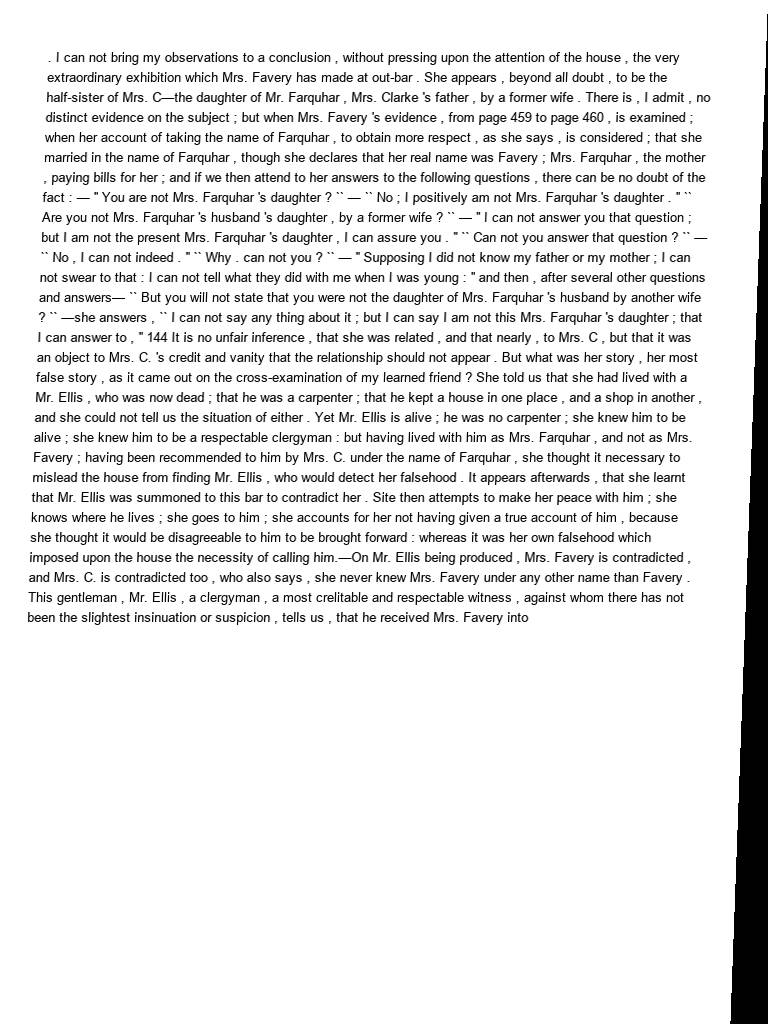 . I can not bring my observations to a conclusion , without pressing upon the attention of the house , the very
extraordinary exhibition which Mrs. Favery has made at out-bar . She appears , beyond all doubt , to be the
half-sister of Mrs. C—the daughter of Mr. Farquhar , Mrs. Clarke 's father , by a former wife . There is , I admit , no
distinct evidence on the subject ; but when Mrs. Favery 's evidence , from page 459 to page 460 , is examined ;
when her account of taking the name of Farquhar , to obtain more respect , as she says , is considered ; that she
married in the name of Farquhar , though she declares that her real name was Favery ; Mrs. Farquhar , the mother
, paying bills for her ; and if we then attend to her answers to the following questions , there can be no doubt of the
fact : — " You are not Mrs. Farquhar 's daughter ? `` — `` No ; I positively am not Mrs. Farquhar 's daughter . " ``
Are you not Mrs. Farquhar 's husband 's daughter , by a former wife ? `` — " I can not answer you that question ;
but I am not the present Mrs. Farquhar 's daughter , I can assure you . " `` Can not you answer that question ? `` —
`` No , I can not indeed . " `` Why . can not you ? `` — " Supposing I did not know my father or my mother ; I can
not swear to that : I can not tell what they did with me when I was young : " and then , after several other questions
and answers— `` But you will not state that you were not the daughter of Mrs. Farquhar 's husband by another wife
? `` —she answers , `` I can not say any thing about it ; but I can say I am not this Mrs. Farquhar 's daughter ; that
I can answer to , " 144 It is no unfair inference , that she was related , and that nearly , to Mrs. C , but that it was
an object to Mrs. C. 's credit and vanity that the relationship should not appear . But what was her story , her most
false story , as it came out on the cross-examination of my learned friend ? She told us that she had lived with a
Mr. Ellis , who was now dead ; that he was a carpenter ; that he kept a house in one place , and a shop in another ,
and she could not tell us the situation of either . Yet Mr. Ellis is alive ; he was no carpenter ; she knew him to be
alive ; she knew him to be a respectable clergyman : but having lived with him as Mrs. Farquhar , and not as Mrs.
Favery ; having been recommended to him by Mrs. C. under the name of Farquhar , she thought it necessary to
mislead the house from finding Mr. Ellis , who would detect her falsehood . It appears afterwards , that she learnt
that Mr. Ellis was summoned to this bar to contradict her . Site then attempts to make her peace with him ; she
knows where he lives ; she goes to him ; she accounts for her not having given a true account of him , because
she thought it would be disagreeable to him to be brought forward : whereas it was her own falsehood which
imposed upon the house the necessity of calling him.—On Mr. Ellis being produced , Mrs. Favery is contradicted ,
and Mrs. C. is contradicted too , who also says , she never knew Mrs. Favery under any other name than Favery .
This gentleman , Mr. Ellis , a clergyman , a most crelitable and respectable witness , against whom there has not
been the slightest insinuation or suspicion , tells us , that he received Mrs. Favery into